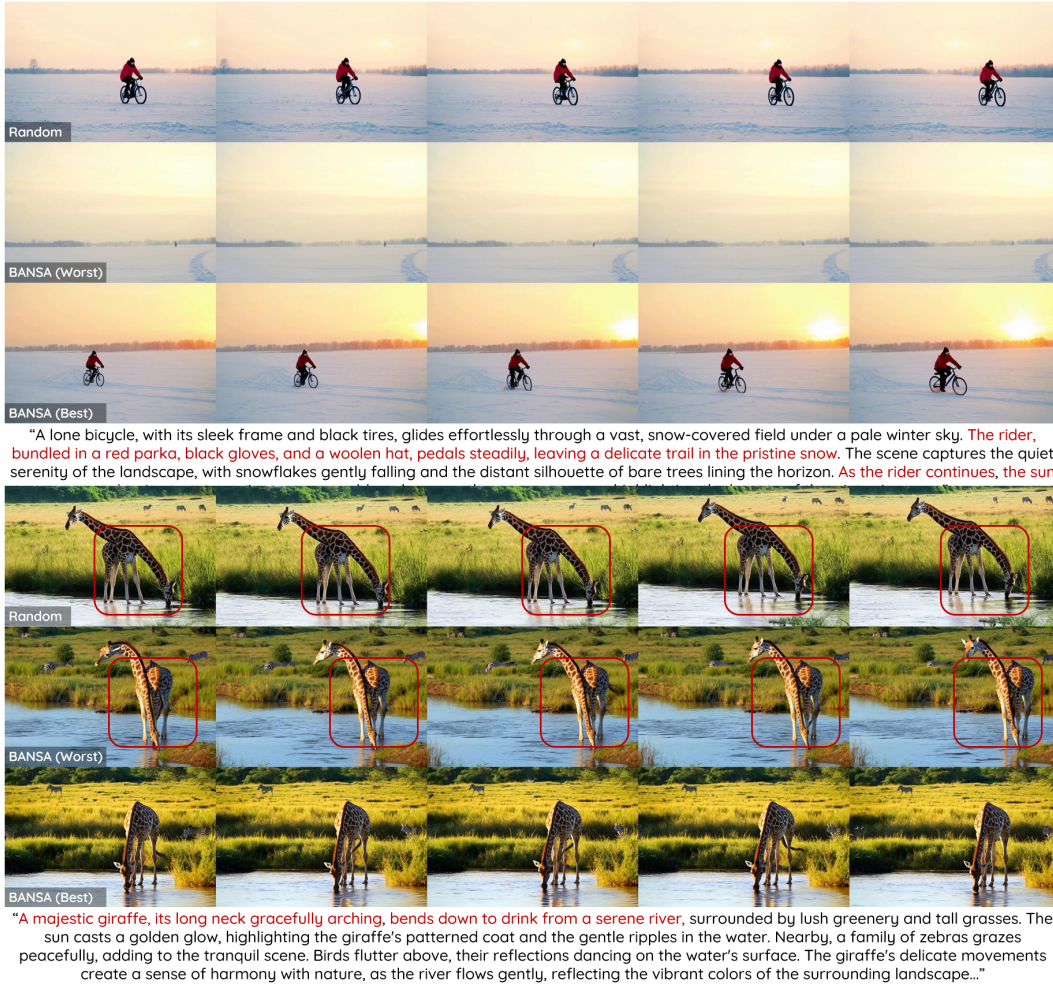 Random
BANSA (Worst)
BANSA (Best)
“A lone bicycle, with its sleek frame and black tires, glides effortlessly through a vast, snow-covered field under a pale winter sky. The rider,
bundled in a red parka, black gloves, and a woolen hat, pedals steadily, leaving a delicate trail in the pristine snow. The scene captures the quiet
serenity of the landscape, with snowflakes gently falling and the distant silhouette of bare trees lining the horizon. As the rider continues, the sun
Random
BANSA (Worst)
BANSA (Best)
“A majestic giraffe, its long neck gracefully arching, bends down to drink from a serene river, surrounded by lush greenery and tall grasses. The
sun casts a golden glow, highlighting the giraffe's patterned coat and the gentle ripples in the water. Nearby, a family of zebras grazes
peacefully, adding to the tranquil scene. Birds flutter above, their reflections dancing on the water's surface. The giraffe's delicate movements
create a sense of harmony with nature, as the river flows gently, reflecting the vibrant colors of the surrounding landscape...”